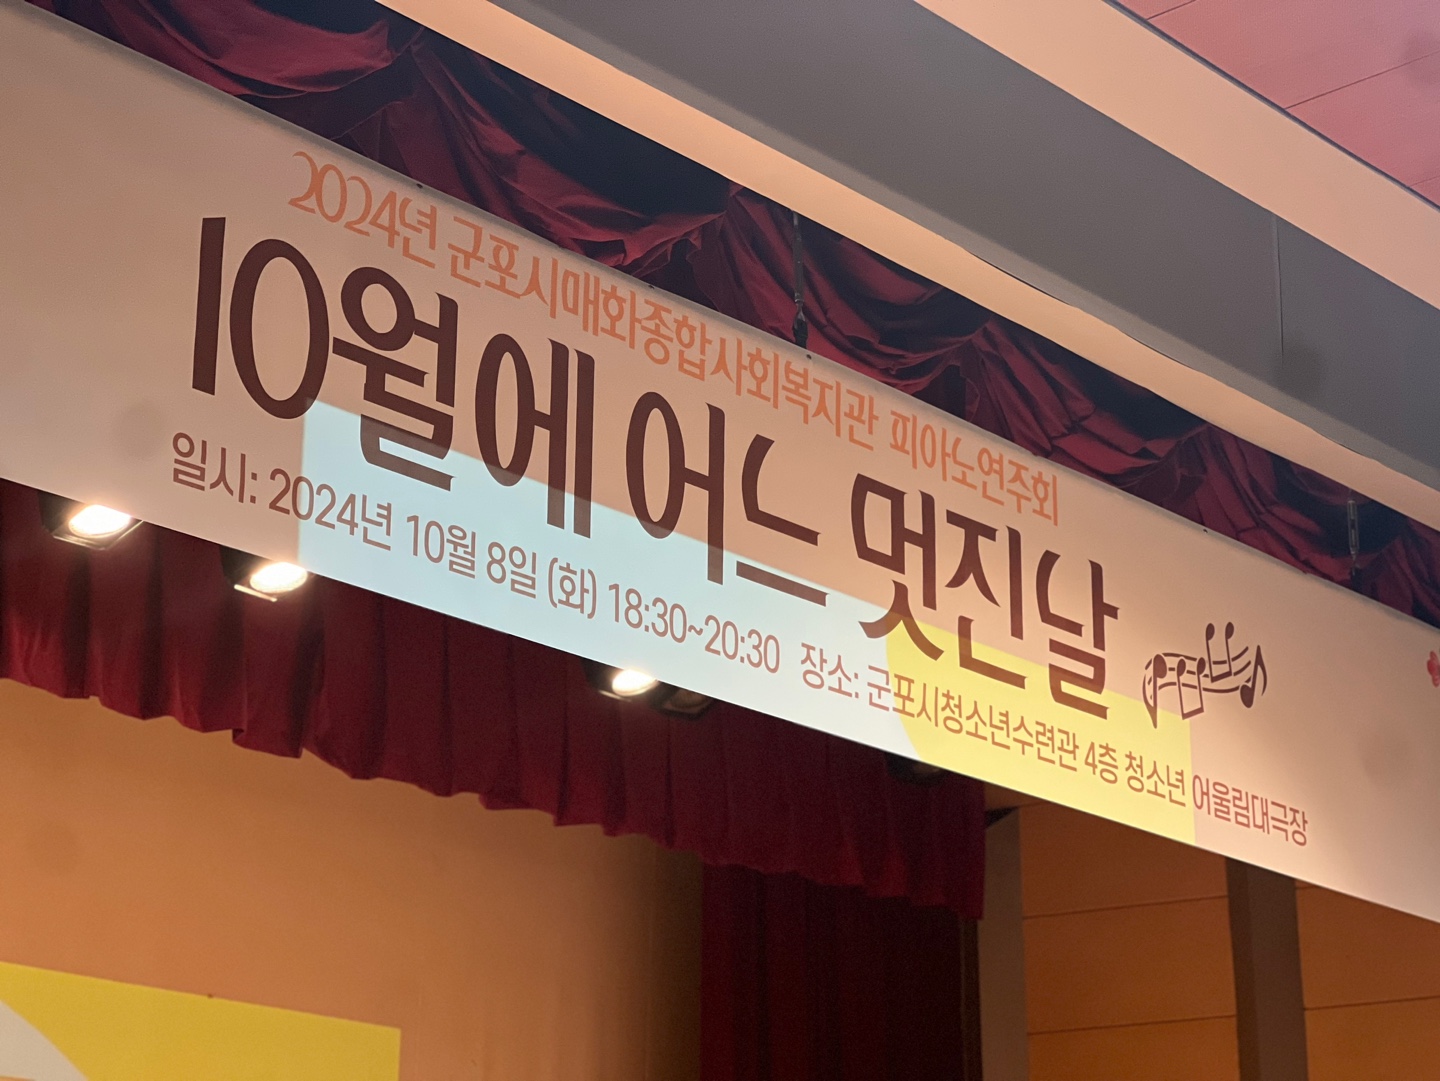 2024년 군포시매화종합사회복지관 피아노연주회
10월에 어느 멋진날
일시: 2024년 10월 8일 (화) 18:30~20:30 장소: 군포시청소년수련관 4층 청소년 어울림대극장